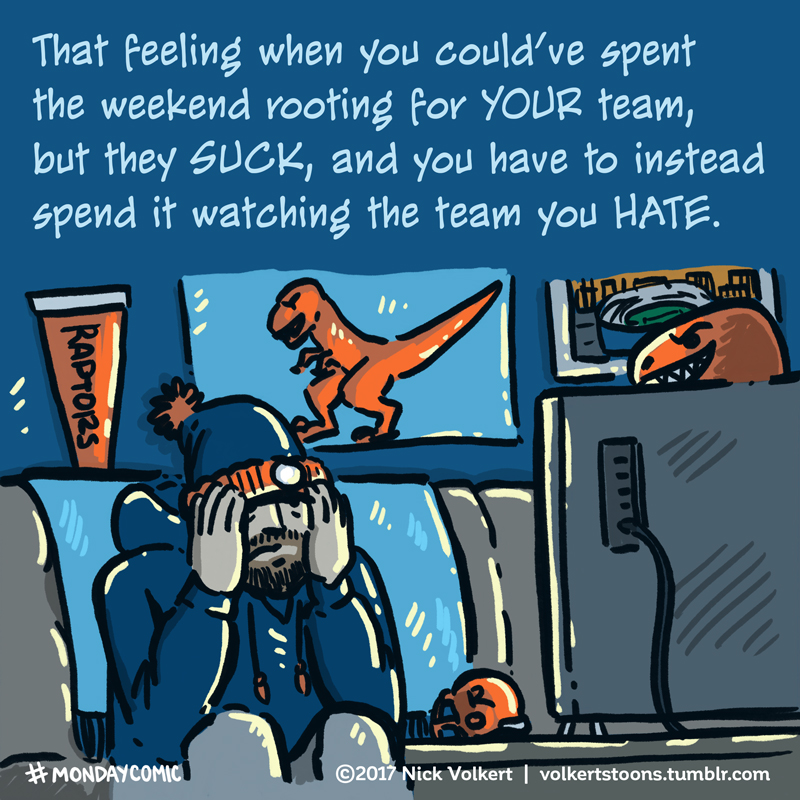 That feeling when you could've spent
the weekend rooting for YOUR team,
but they SUCK, and you have to instead
spend it watching the team you HATE.
RAPTORS
#MONDAYCOMIC
©2017 Nick Volkert | volkertstoons.tumblr.com